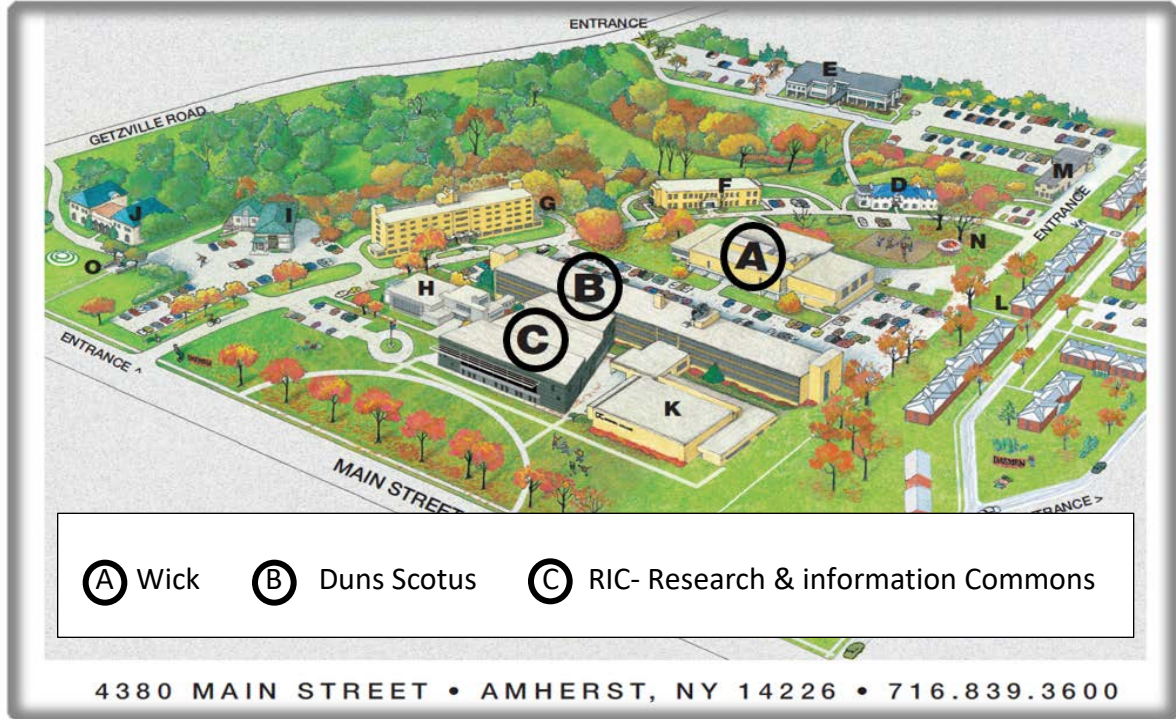 ENTRANCE
E
GETZVILLE ROAD
M
D
F
ENTRANCE
G
J
I
N
A
O
H
B
L
C
ENTRANCE ^
K
DAEMEN
MAIN STREET
ENTRANCE >
A Wick B Duns Scotus C RIC- Research & information Commons
4380 MAIN STREET • AMHERST, NY 14226 • 716.839.3600